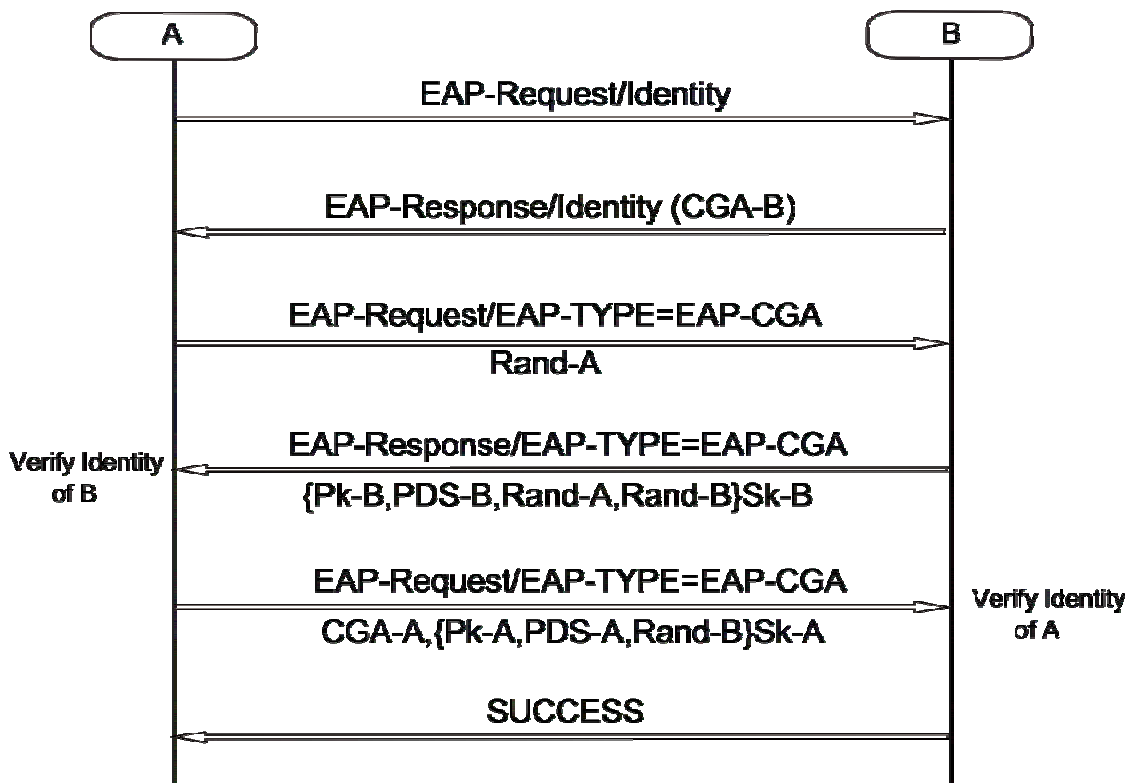 A
B
EAP-Request/Identity
EAP-Response/Identity (CGA-B)
EAP-Request/EAP-TYPE=EAP-CGA
Rand-A
EAP-Response/EAP-TYPE=EAP-CGA
Verify Identity
of B
{Pk-B,PDS-B,Rand-A,Rand-B}Sk-B
EAP-Request/EAP-TYPE=EAP-CGA
Verify Identity
of A
CGA-A,{Pk-A,PDS-A,Rand-B}Sk-A
SUCCESS